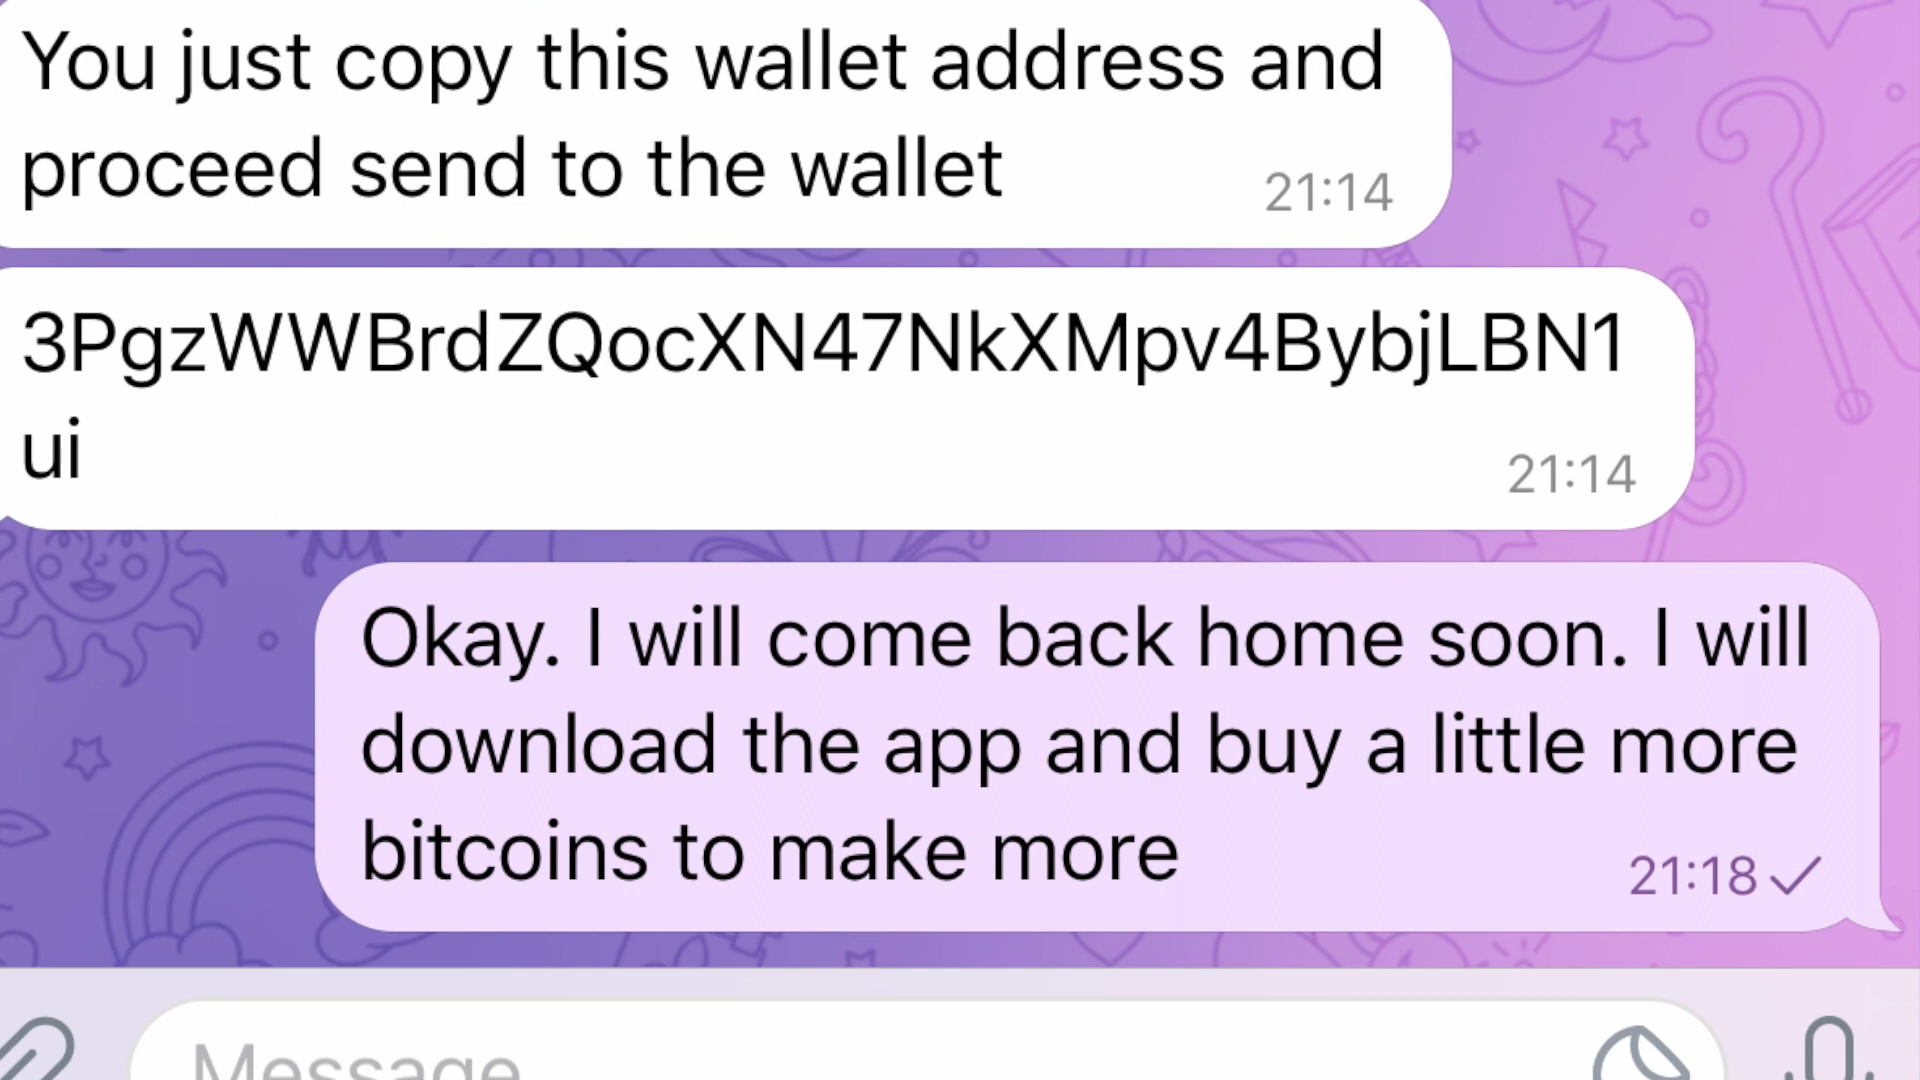 You just copy this wallet address and
proceed send to the wallet
21:14
3PgzWWBrdZQocXN47NkXMpv4BybjLBN1
ui
21:14
Okay. I will come back home soon. I will
download the app and buy a little more
bitcoins to make more
21:18
Message